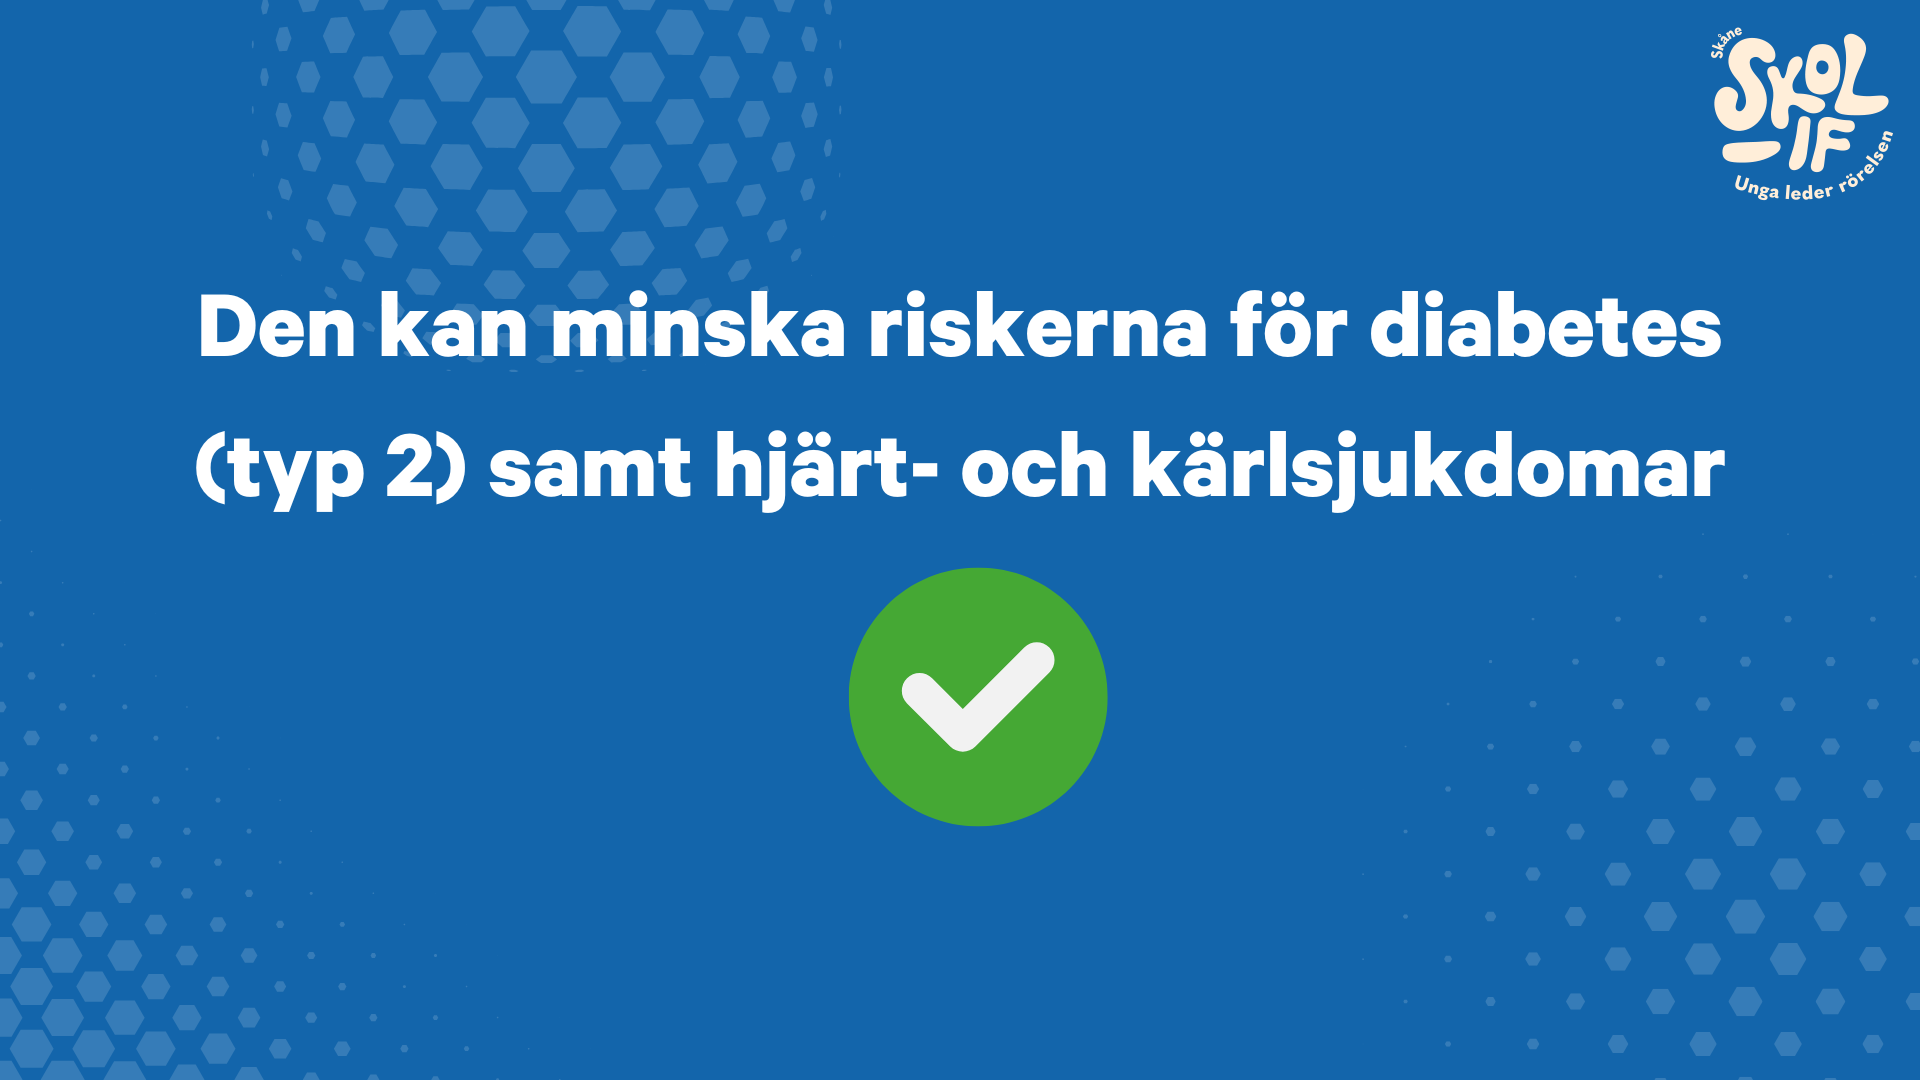 Skåne
SKOL
-IF
Unga leder rörelsen
Den kan minska riskerna för diabetes
(typ 2) samt hjärt- och kärlsjukdomar